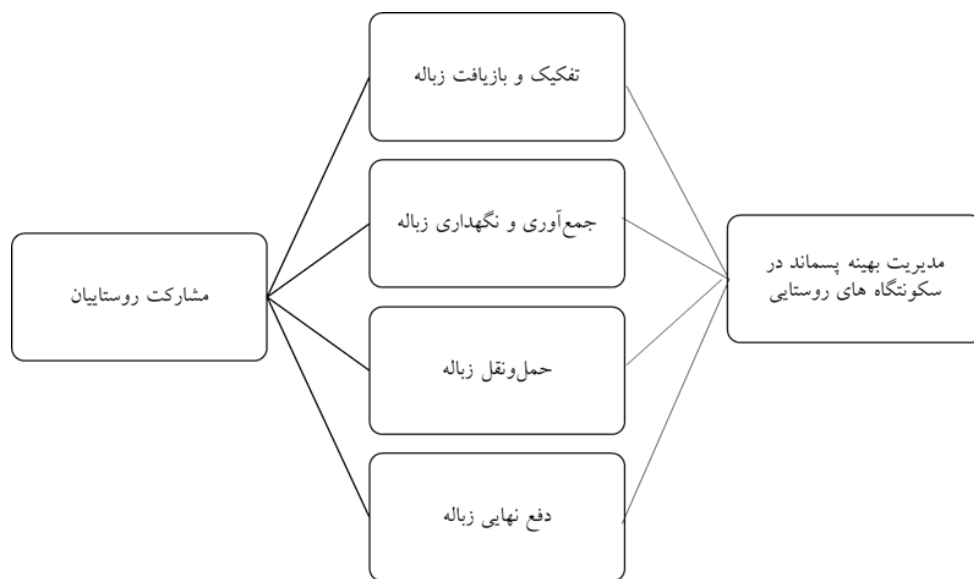 تفکیک و بازیافت زباله
جمع‌آوری و نگهداری زباله
مدیریت بهینه پسماند در
سکونتگاه های روستایی
مشارکت روستاییان
حمل‌ونقل زباله
دفع نهایی زباله